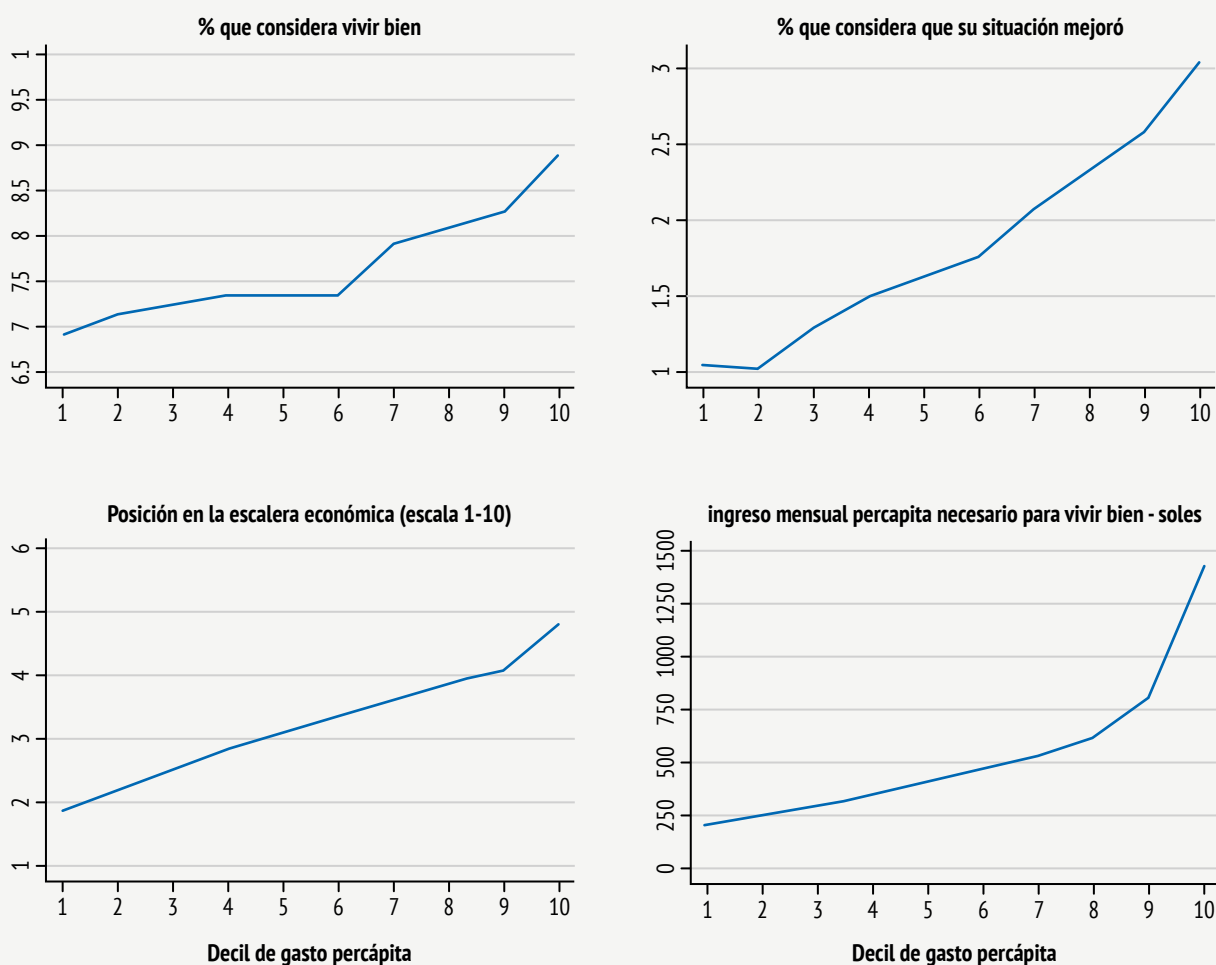 % que considera vivir bien
1
9.5
9
8.5
8
7.5
7
6.5
1 2 3 4 5 6 7 8 9 10
% que considera que su situación mejoró
3
2.5
2
1.5
1
1 2 3 4 5 6 7 8 9 10
Posición en la escalera económica (escala 1-10)
6
5
4
3
2
1
1 2 3 4 5 6 7 8 9 10
Decil de gasto percápita
ingreso mensual percapita necesario para vivir bien - soles
1500
1250
1000
750
500
250
0
1 2 3 4 5 6 7 8 9 10
Decil de gasto percápita